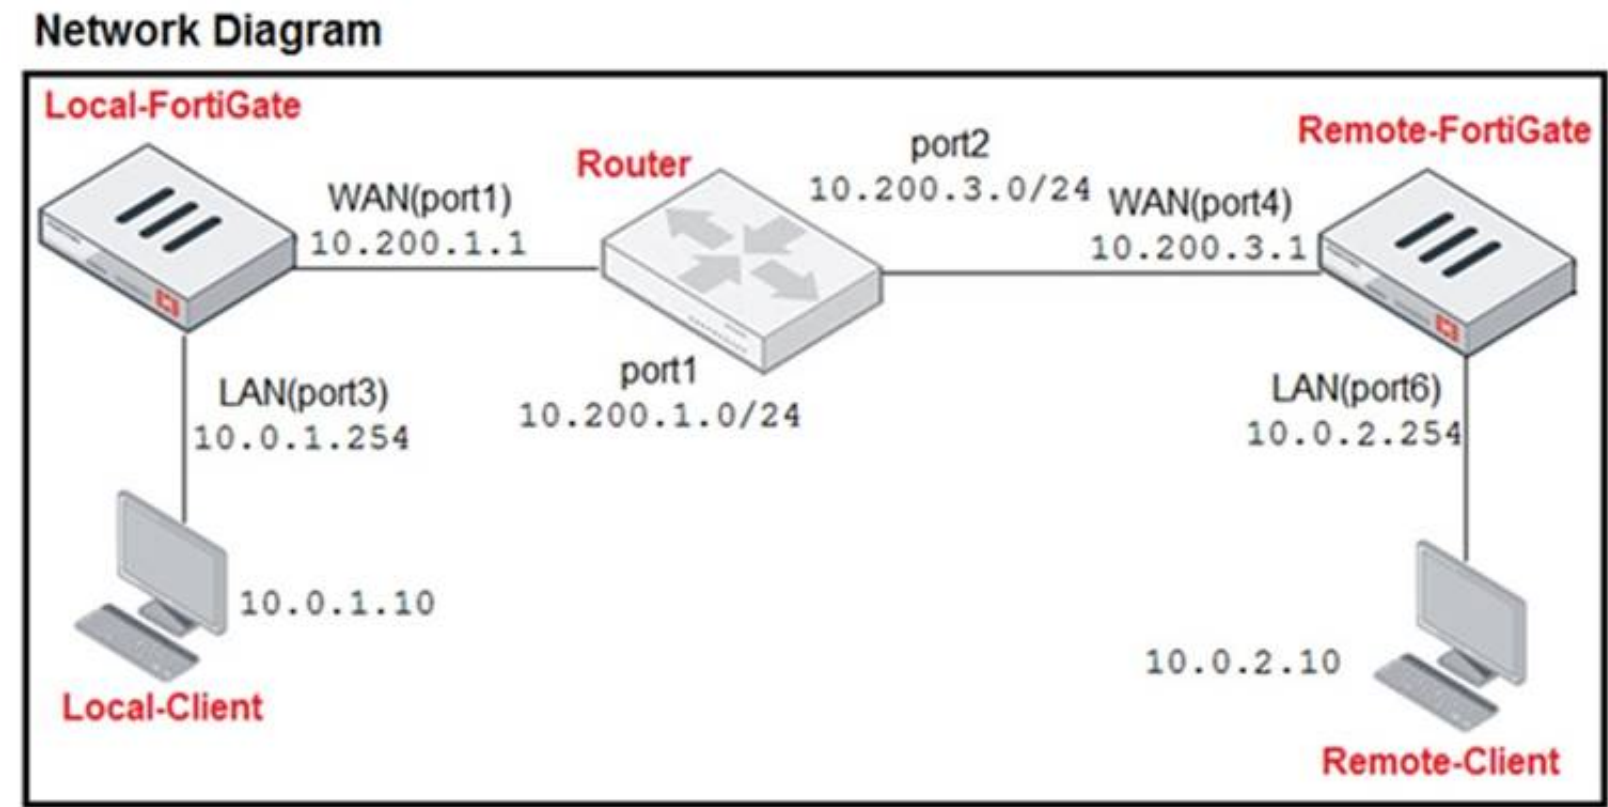 Network Diagram
Local-FortiGate
Router
port2
10.200.3.0/24
Remote-FortiGate
WAN(port1)
10.200.1.1
WAN(port4)
10.200.3.1
port1
10.200.1.0/24
LAN(port3)
10.0.1.254
LAN(port6)
10.0.2.254
10.0.1.10
Local-Client
10.0.2.10
Remote-Client